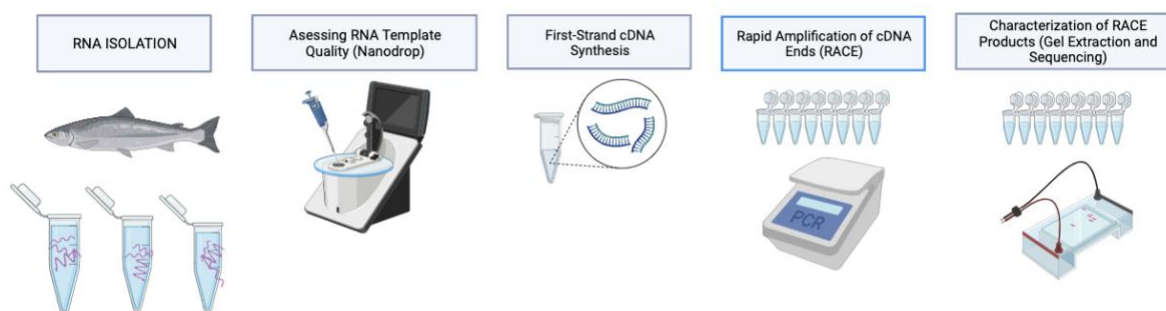 RNA ISOLATION
Asessing RNA Template
Quality (Nanodrop)
First-Strand cDNA
Synthesis
Rapid Amplification of cDNA
Ends (RACE)
Characterization of RACE
Products (Gel Extraction and
Sequencing)
PCR